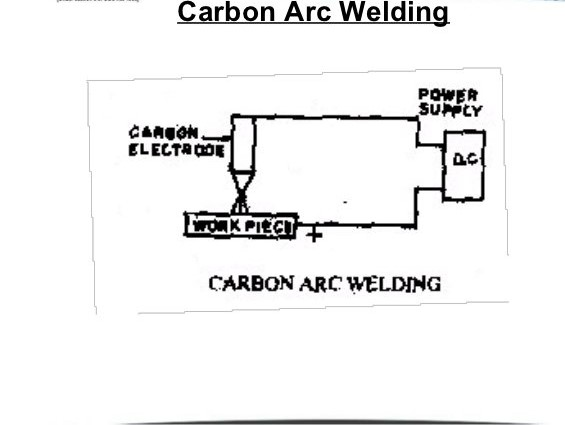 Carbon Arc Welding
POWER
SUPPLY
CARBON
ELECTRODE
D.C
WORK PIECE
+
CARBON ARC WELDING